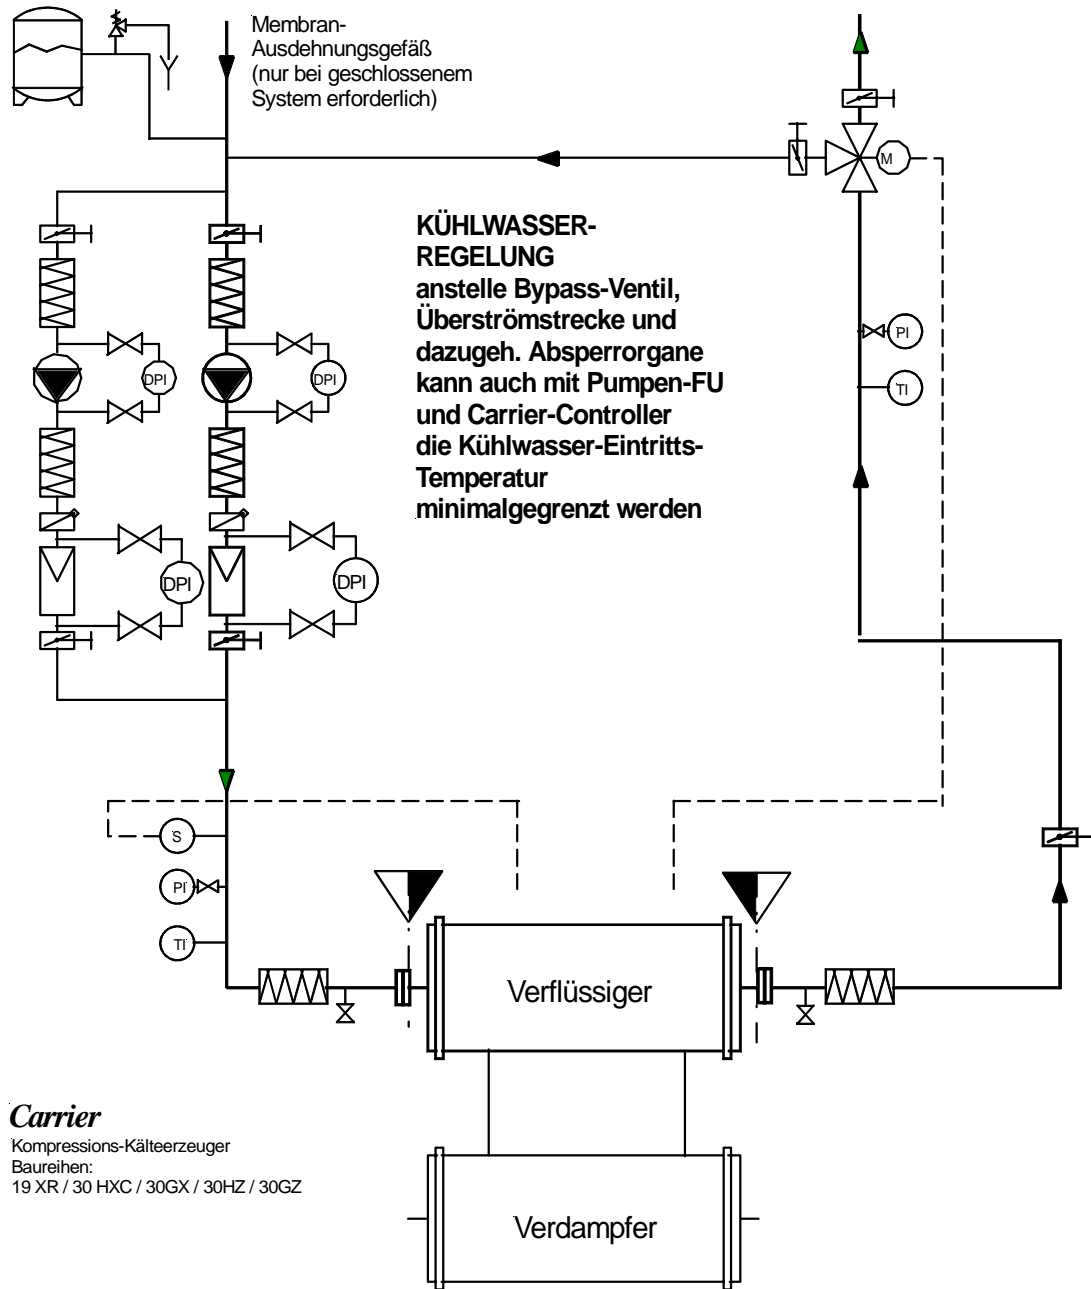 Membran-
Ausdehnungsgefäß
(nur bei geschlossenem
System erforderlich)
M
KÜHLWASSER-
REGELUNG
anstelle Bypass-Ventil,
Überströmstrecke und
dazugeh. Absperrorgane
kann auch mit Pumpen-FU
und Carrier-Controller
die Kühlwasser-Eintritts-
Temperatur
minimalgegrenzt werden
PI
TI
DPI
DPI
DPI
DPI
S
PI
TI
Verflüssiger
Verdampfer
Carrier
Kompressions-Kälteerzeuger
Baureihen:
19 XR / 30 HXC / 30GX / 30HZ / 30GZ